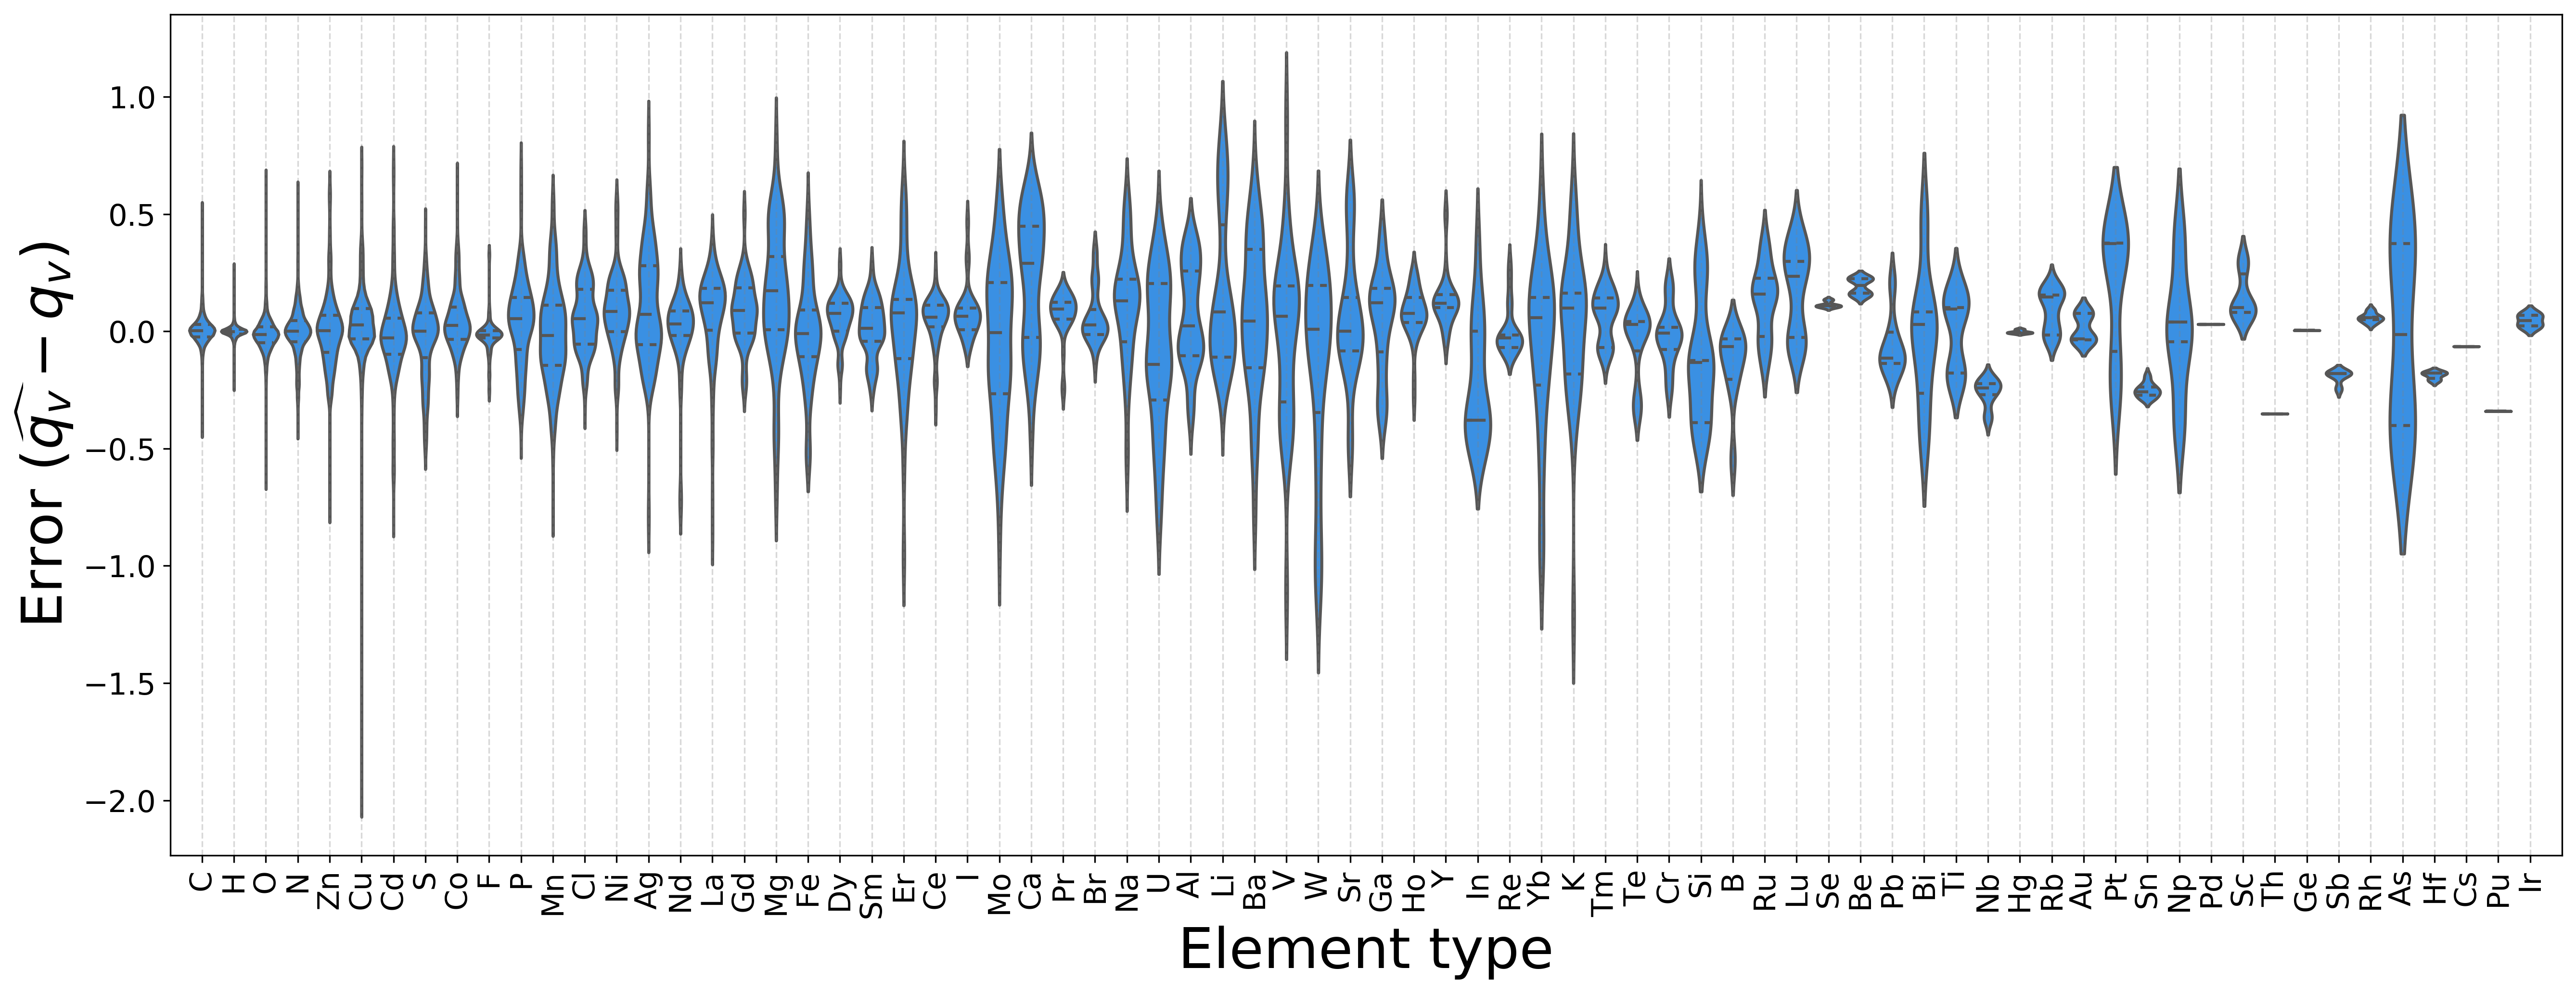 Error ($\widehat{q_v} - q_v$)
1.0
0.5
0.0
−0.5
−1.0
−1.5
−2.0
C H O N Zn Cu Cd S Co F P Mn Cl Ni Ag Nd La Gd Mg Fe Dy Sm Er Ce I Mo Ca Pr Br Na U Al Li Ba V W Sr Ga Ho Y In Re Yb K Tm Te Cr Si B Ru Lu Se Be Pb Bi Ti Nb Hg Rb Au Pt Sn Np Pd Sc Th Ge Sb Rh As Hf Cs Pu Ir
Element type